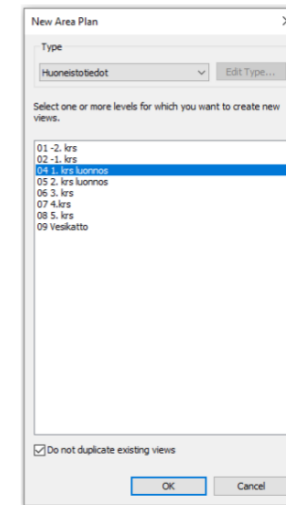 New Area Plan
Type
Huoneistotiedot
Edit Type...
Select one or more levels for which you want to create new
views.
01 -2. krs
02 -1. krs
04 1. krs luonnos
05 2. krs luonnos
06 3. krs
07 4.krs
08 5. krs
09 Vesikatto
Do not duplicate existing views
OK
Cancel